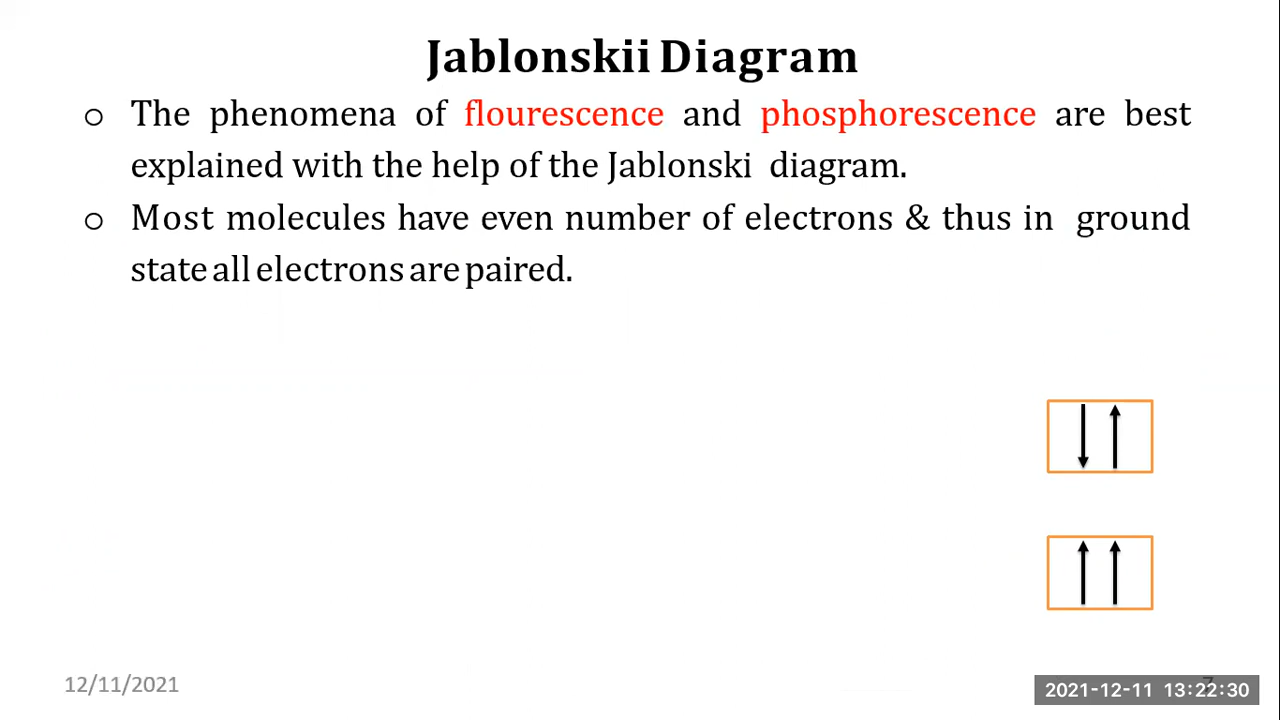 Jablonskii Diagram
o The phenomena of flourescence and phosphorescence are best
explained with the help of the Jablonski diagram.
o Most molecules have even number of electrons & thus in ground
state all electrons are paired.
12/11/2021
7
2021-12-11 13:22:30